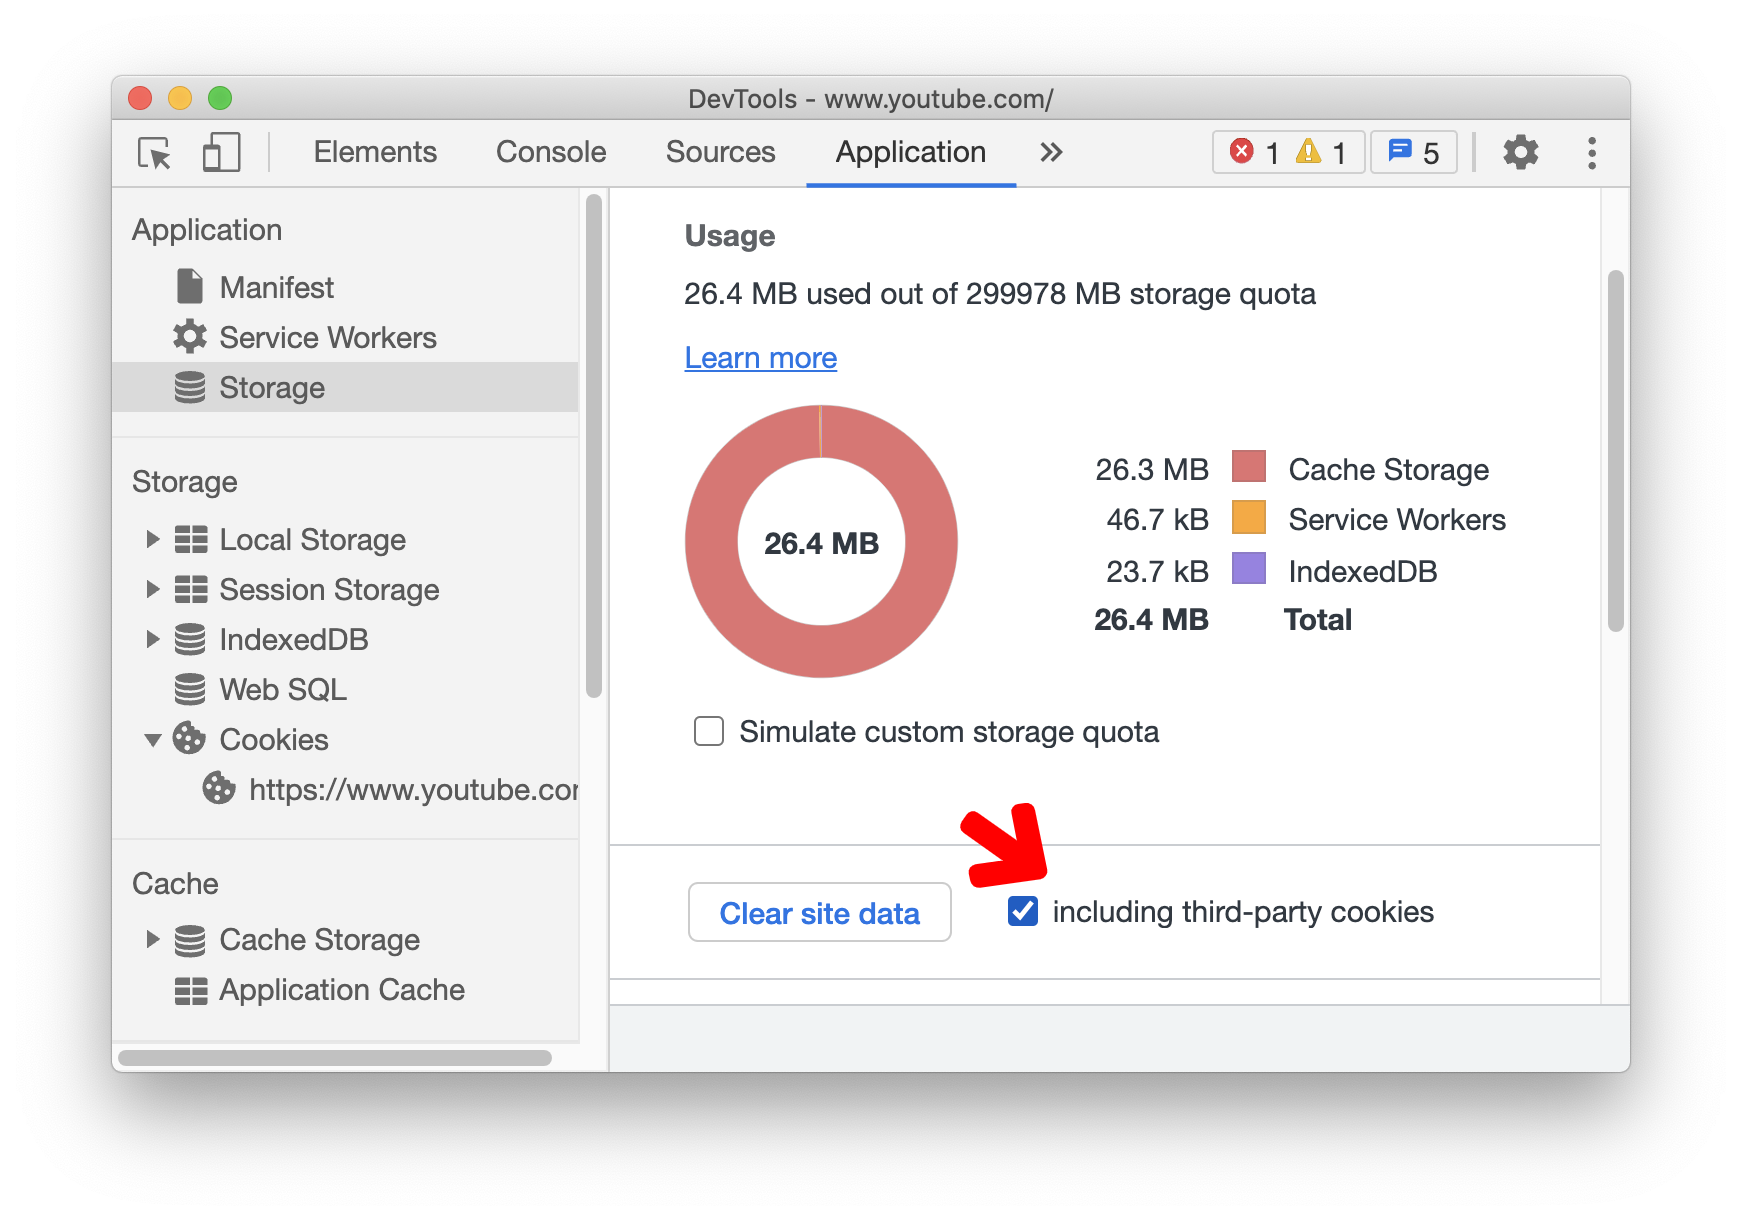 DevTools - www.youtube.com/
Elements Console Sources Application 1 1 5
Application
Manifest
Service Workers
Storage
Storage
Local Storage
Session Storage
IndexedDB
Web SQL
Cookies
https://www.youtube.com
Cache
Cache Storage
Application Cache
Usage
26.4 MB used out of 299978 MB storage quota
Learn more
26.4 MB
26.3 MB Cache Storage
46.7 kB Service Workers
23.7 kB IndexedDB
26.4 MB Total
Simulate custom storage quota
Clear site data including third-party cookies